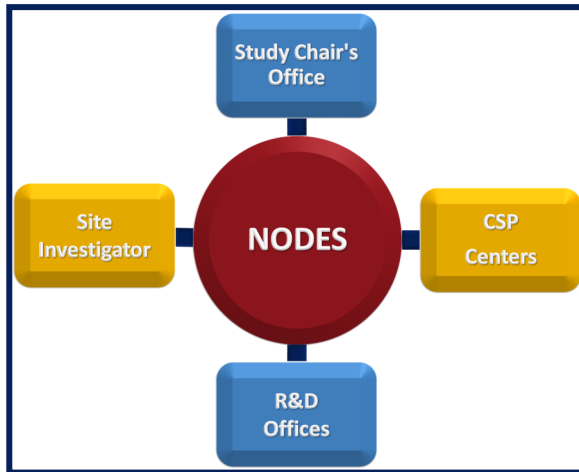 Study Chair's
Office
Site
Investigator
NODES
CSP
Centers
R&D
Offices